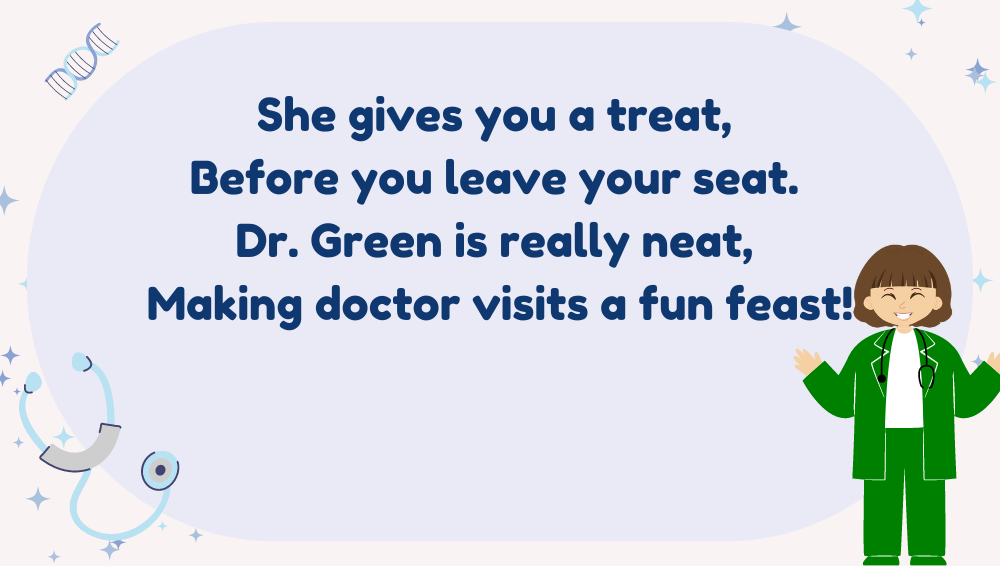 She gives you a treat,
Before you leave your seat.
Dr. Green is really neat,
Making doctor visits a fun feast!